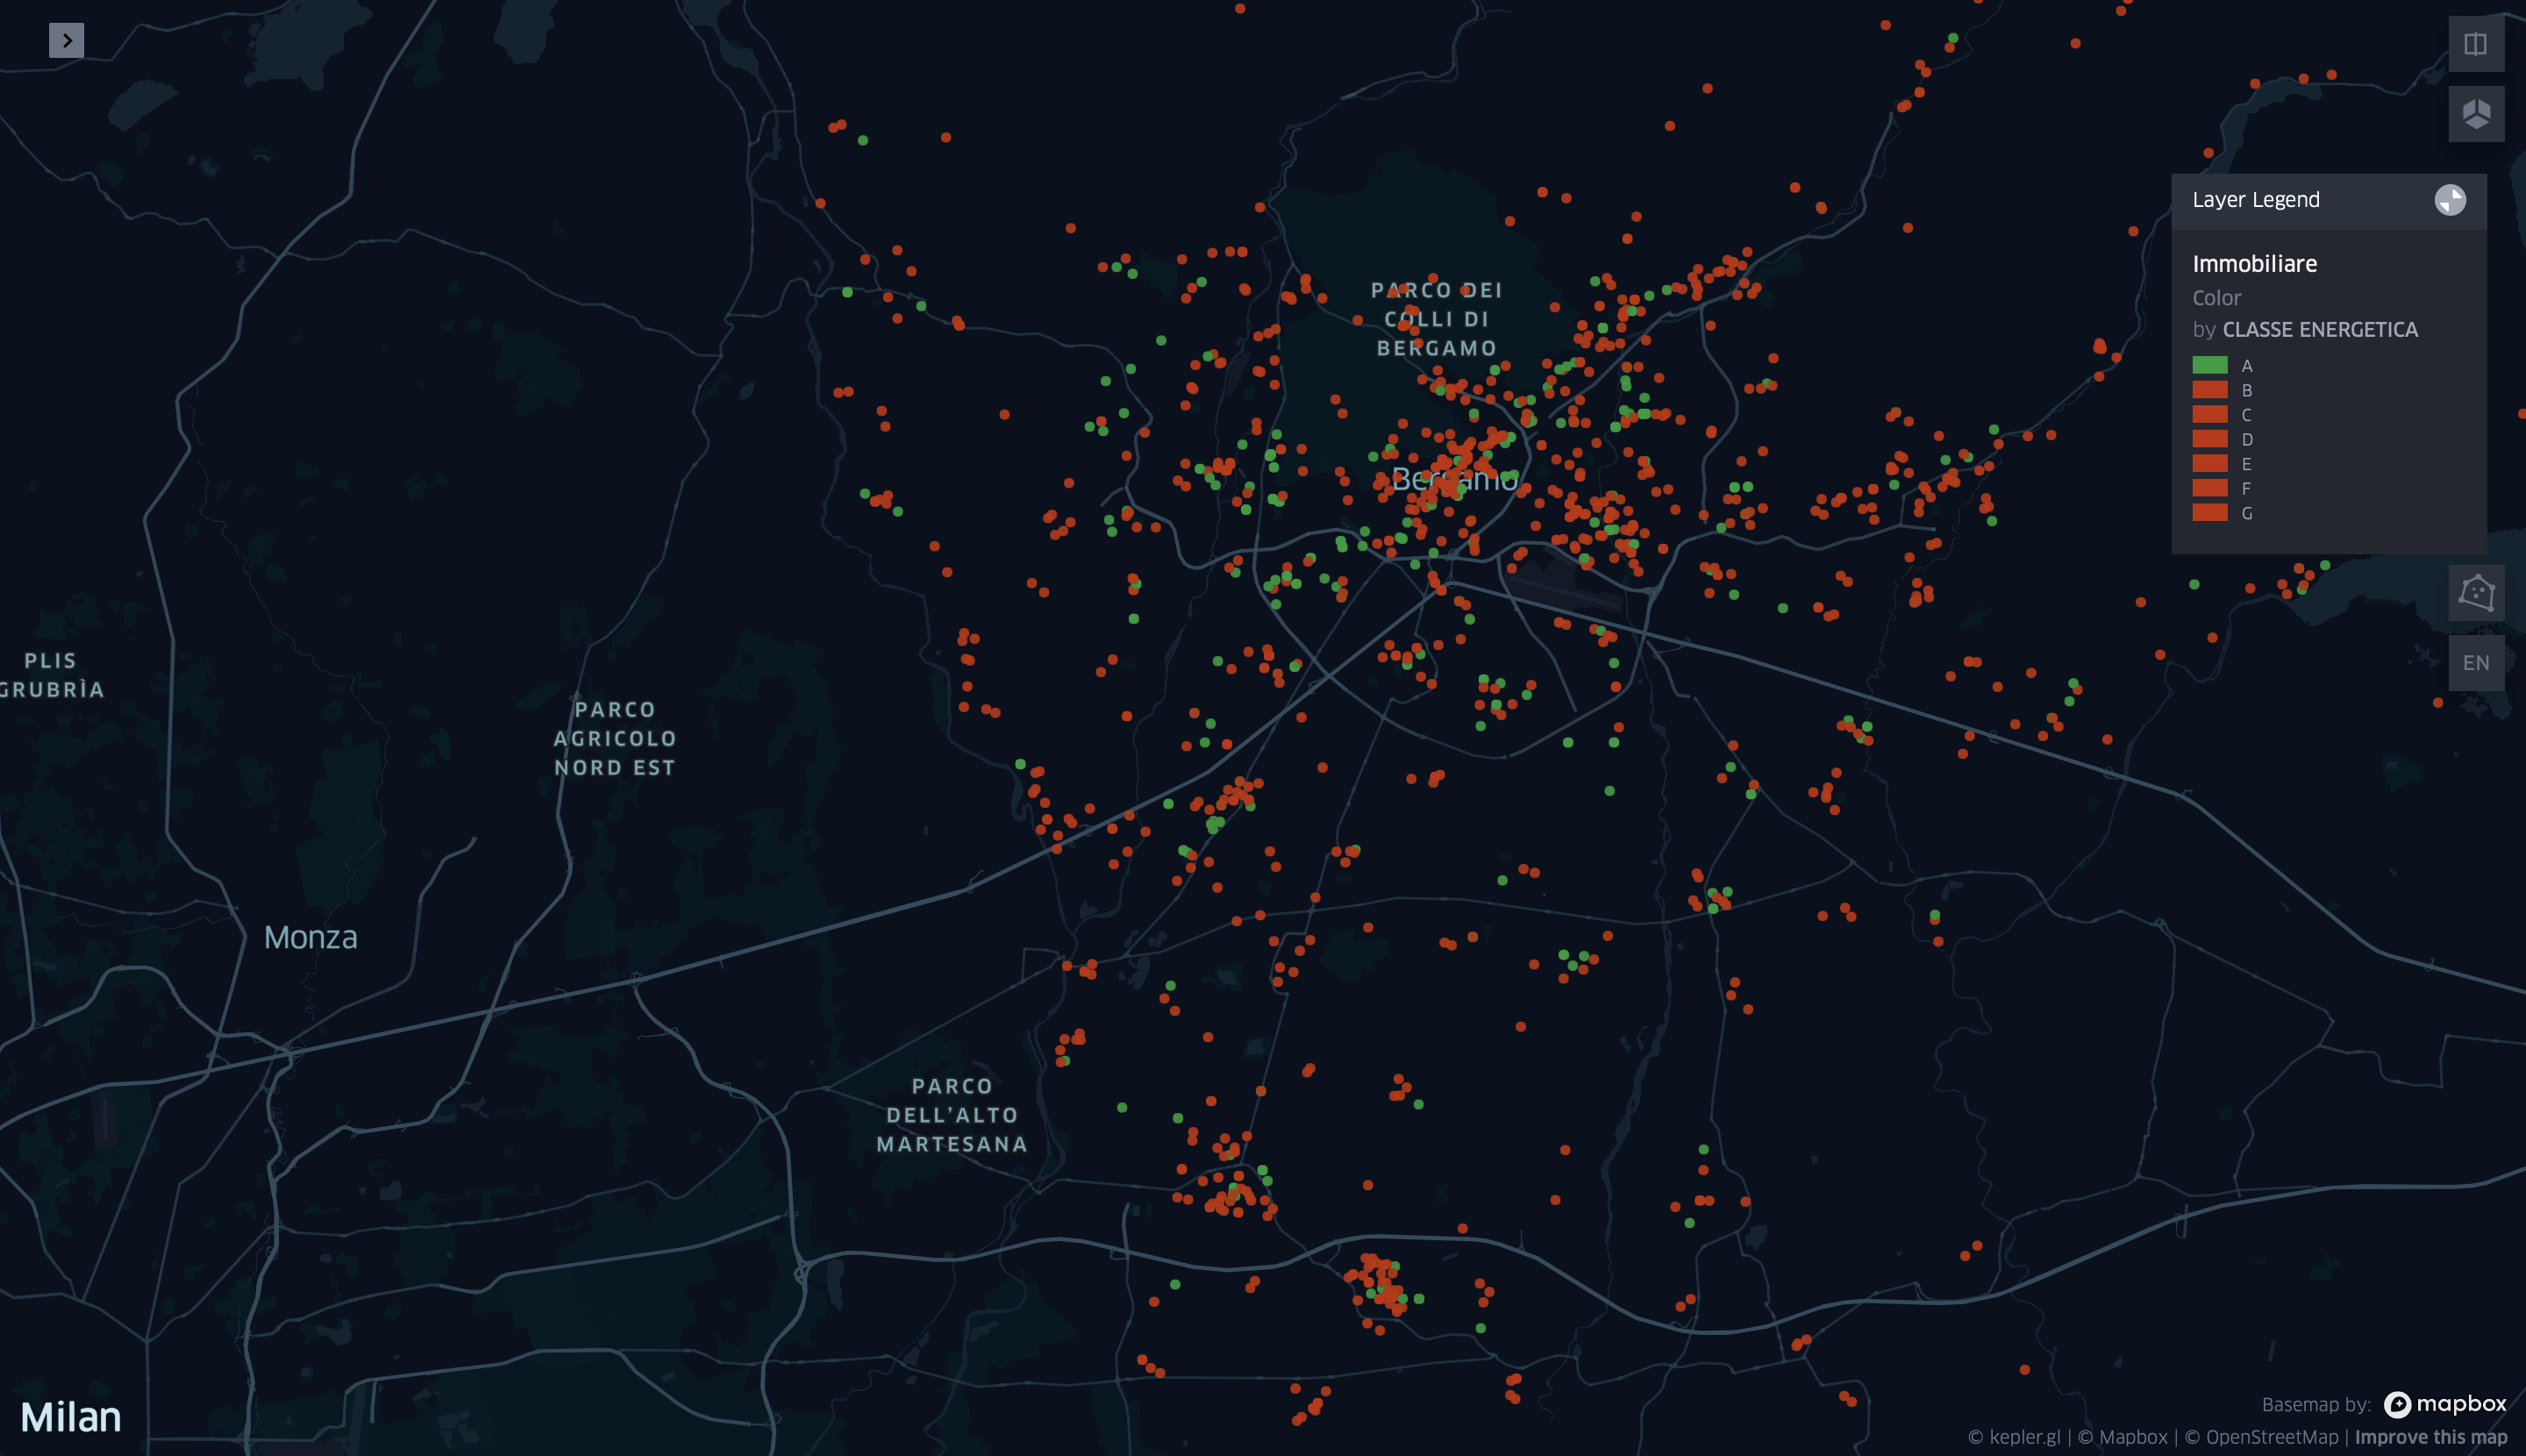 Layer Legend
Immobiliare
Color
by CLASSE ENERGETICA
A
B
C
D
E
F
G
EN
PARCO DEI
COLLI DI
BERGAMO
Bergamo
PLIS
GRUBRÌA
PARCO
AGRICOLO
NORD EST
Monza
PARCO
DELL'ALTO
MARTESANA
Milan
Basemap by: mapbox
© kepler.gl | © Mapbox | © OpenStreetMap | Improve this map